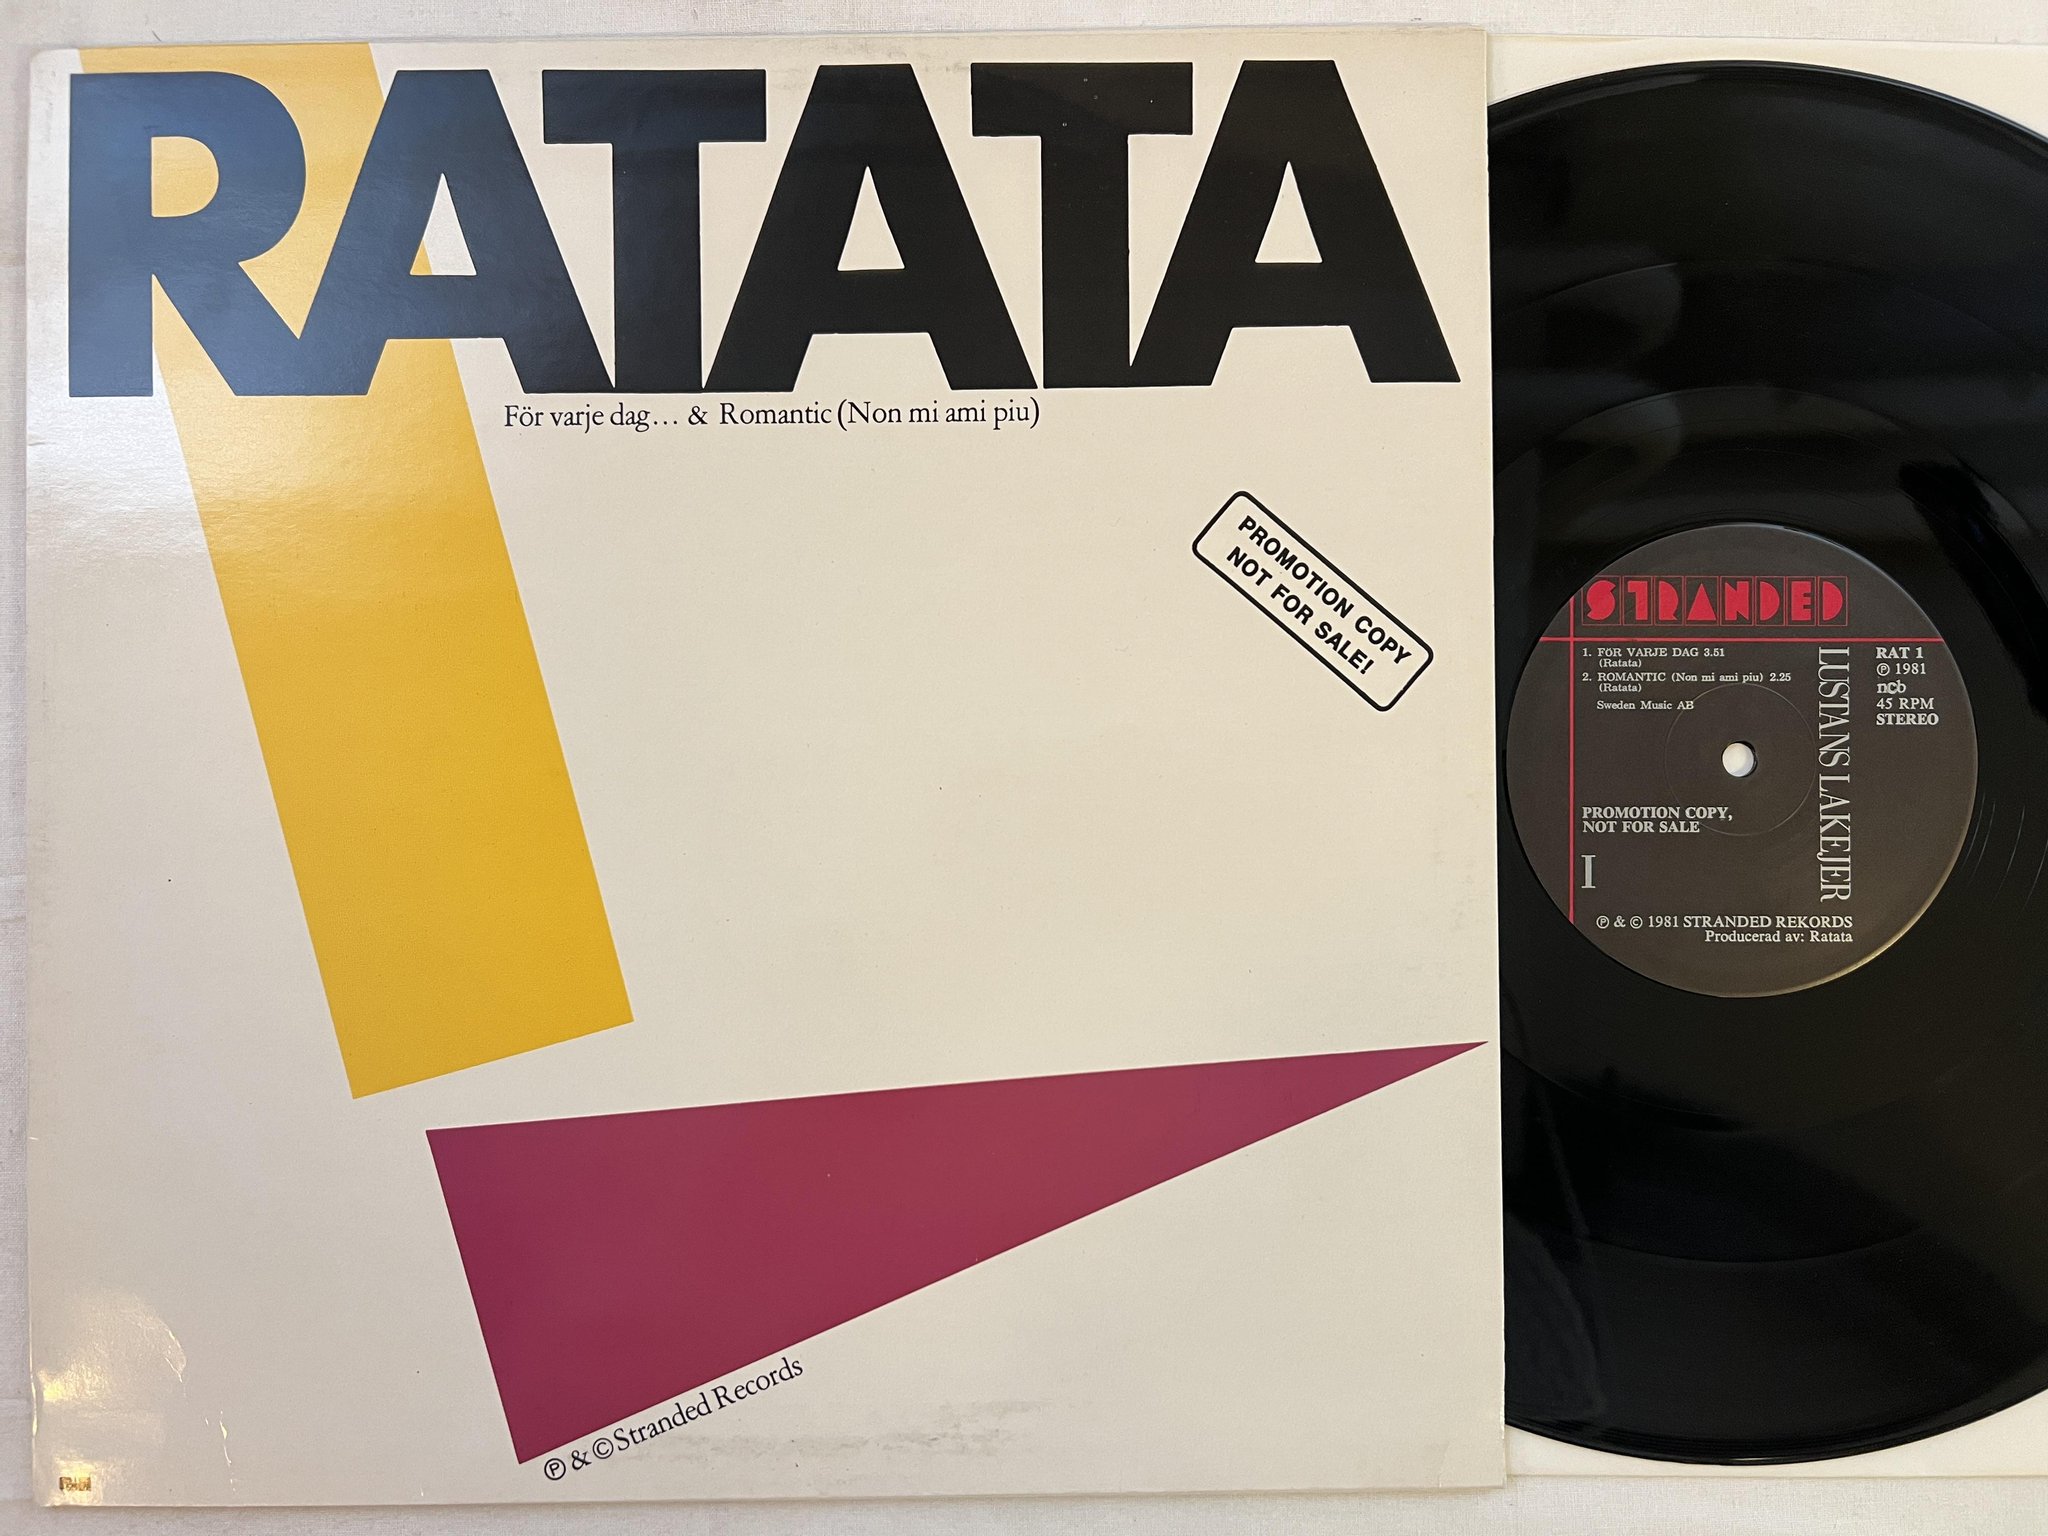 RATATA
För varje dag... & Romantic (Non mi ami piu)
PROMOTION COPY
NOT FOR SALE!
℗ & © Stranded Records
STRANDED
1. FÖR VARJE DAG 3.51
(Ratata)
2. ROMANTIC (Non mi ami piu) 2.25
(Ratata)
Sweden Music AB
LUSTANS LAKEJER
RAT 1
℗ 1981
ncb
45 RPM
STEREO
PROMOTION COPY,
NOT FOR SALE
I
℗ & © 1981 STRANDED REKORDS
Producerad av: Ratata